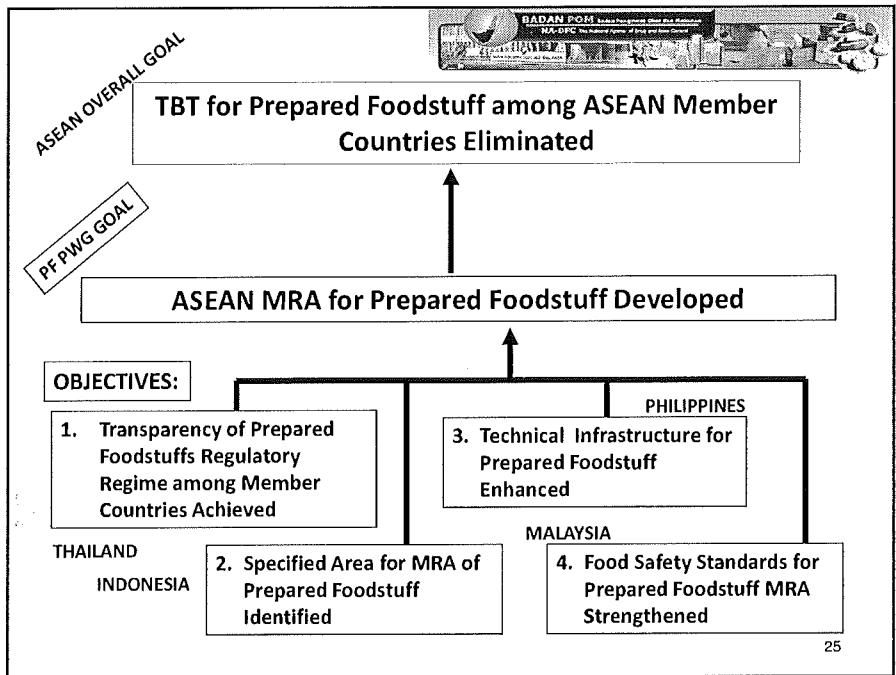 BADAN POM
NA-DFC
ASEAN OVERALL GOAL
TBT for Prepared Foodstuff among ASEAN Member
Countries Eliminated
PF PWG GOAL
ASEAN MRA for Prepared Foodstuff Developed
OBJECTIVES:
1. Transparency of Prepared
Foodstuffs Regulatory
Regime among Member
Countries Achieved
THAILAND
INDONESIA
2. Specified Area for MRA of
Prepared Foodstuff
Identified
PHILIPPINES
3. Technical Infrastructure for
Prepared Foodstuff
Enhanced
MALAYSIA
4. Food Safety Standards for
Prepared Foodstuff MRA
Strengthened
25